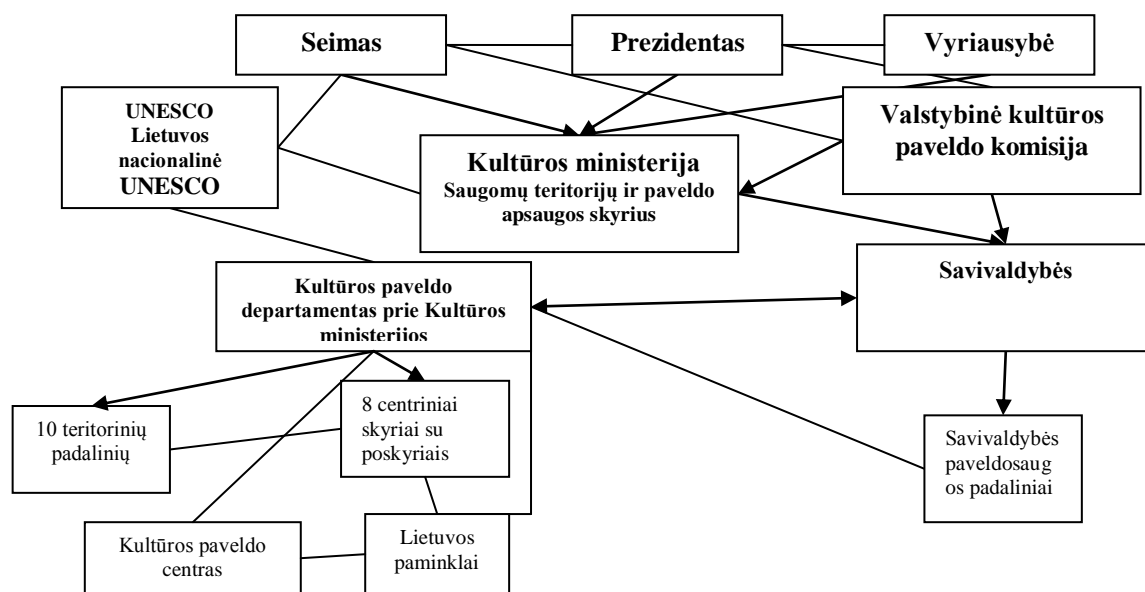 Seimas
Prezidentas
Vyriausybė
UNESCO
Lietuvos
nacionalinė
UNESCO
Kultūros ministerija
Saugomų teritorijų ir paveldo
apsaugos skyrius
Valstybinė kultūros
paveldo komisija
Kultūros paveldo
departamentas prie Kultūros
ministerijos
Savivaldybės
10 teritorinių
padalinių
8 centriniai
skyriai su
poskyriais
Savivaldybės
paveldosaug
os padaliniai
Kultūros paveldo
centras
Lietuvos
paminklai